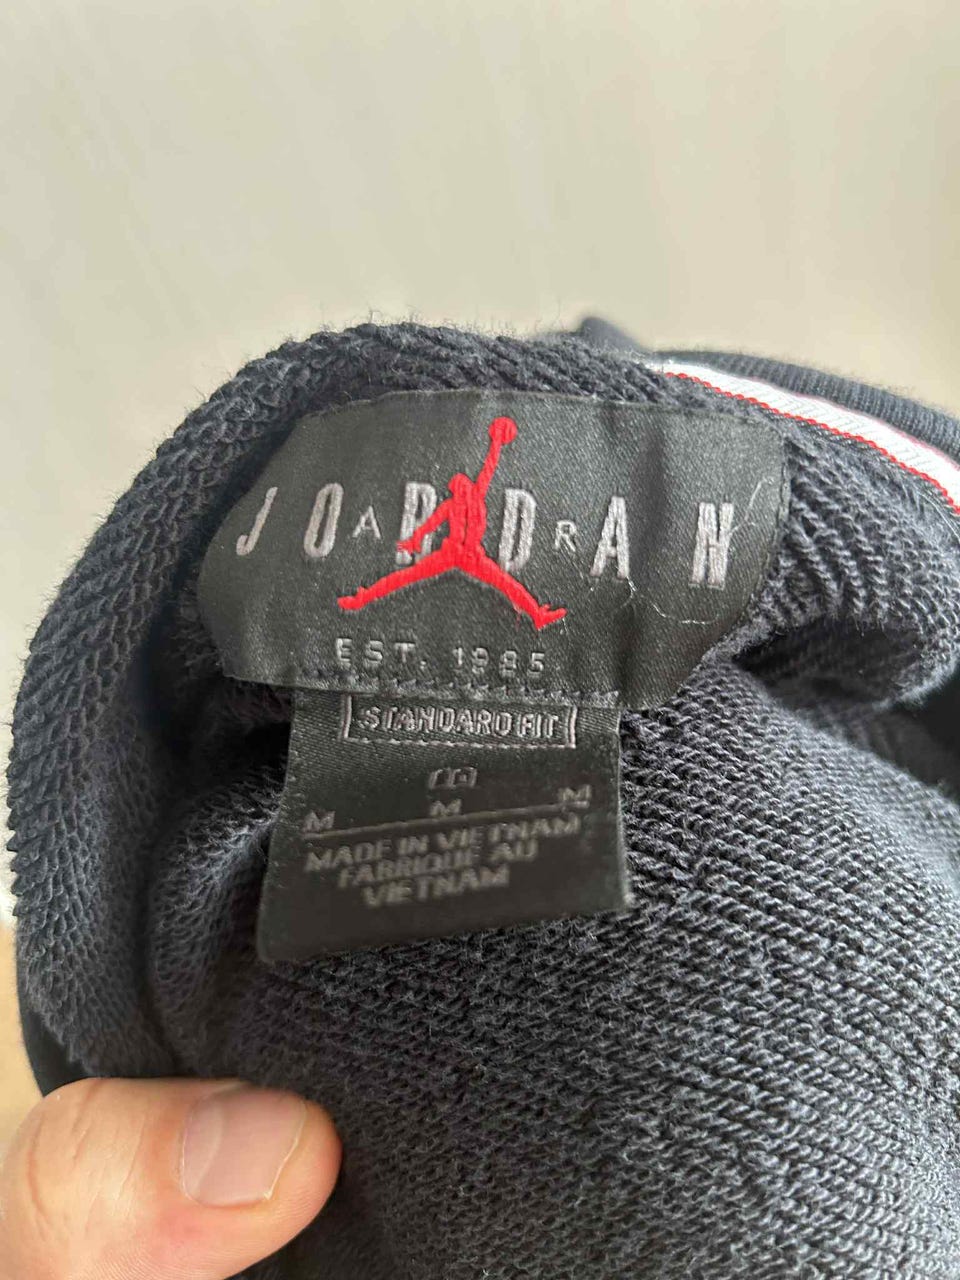 JORDAN
AIR
EST. 1985
STANDARD FIT
M
M M M
MADE IN VIETNAM
FABRIQUE AU
VIETNAM